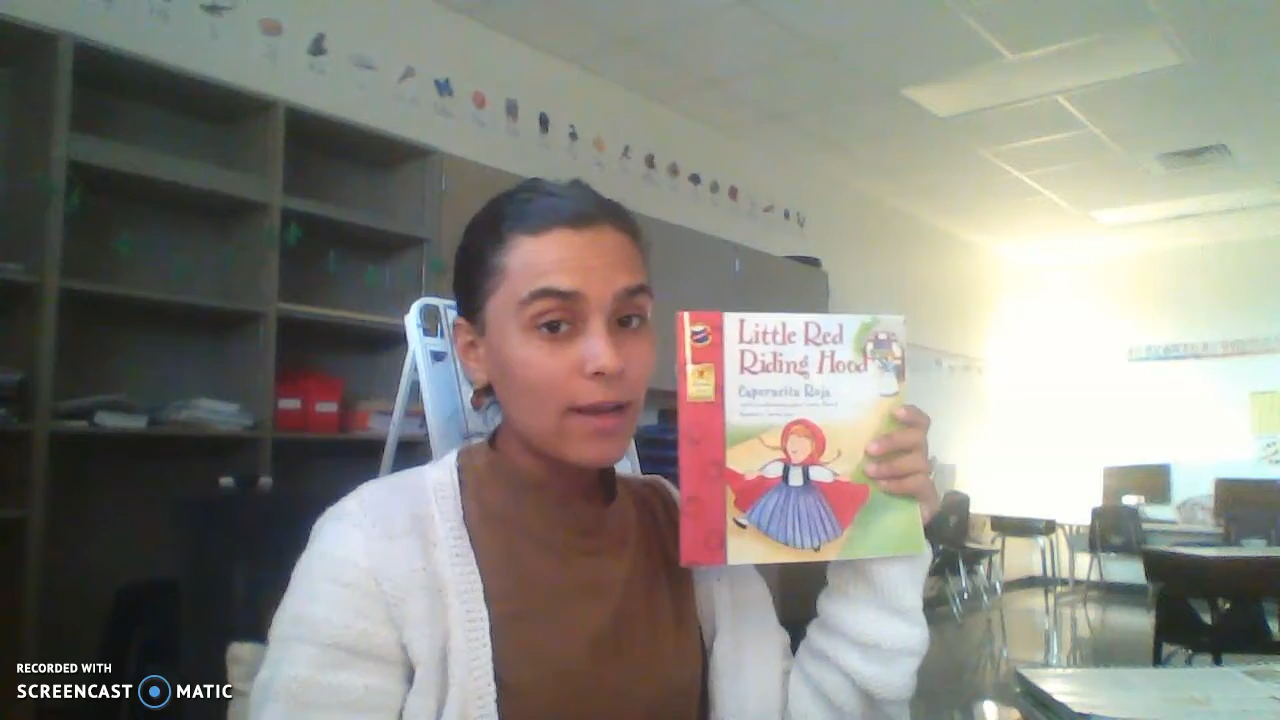 Little Red
Riding Hood
Caperucita Roja
RECORDED WITH
SCREENCAST MATIC